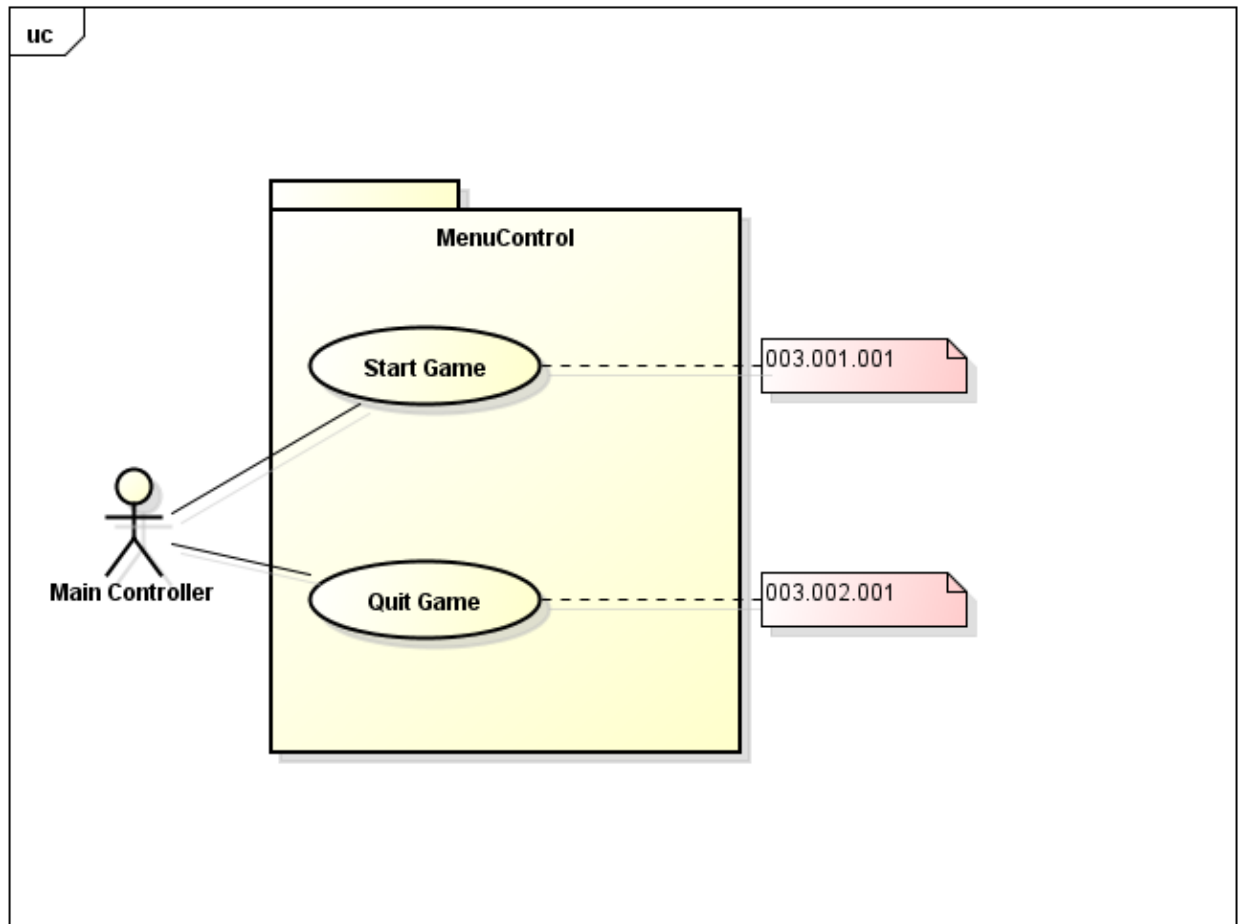 uc
MenuControl
Start Game
003.001.001
Main Controller
Quit Game
003.002.001